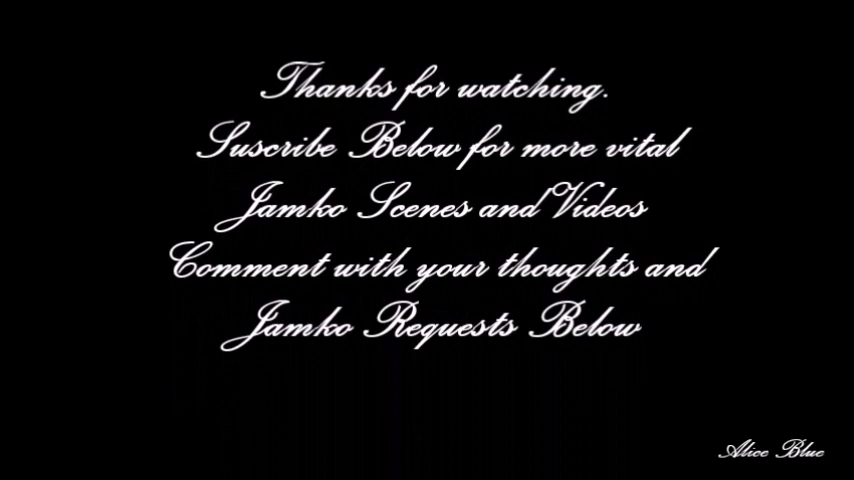 Thanks for watching.
Suscribe Below for more vital
Jamko Scenes and Videos
Comment with your thoughts and
Jamko Requests Below
Alice Blue